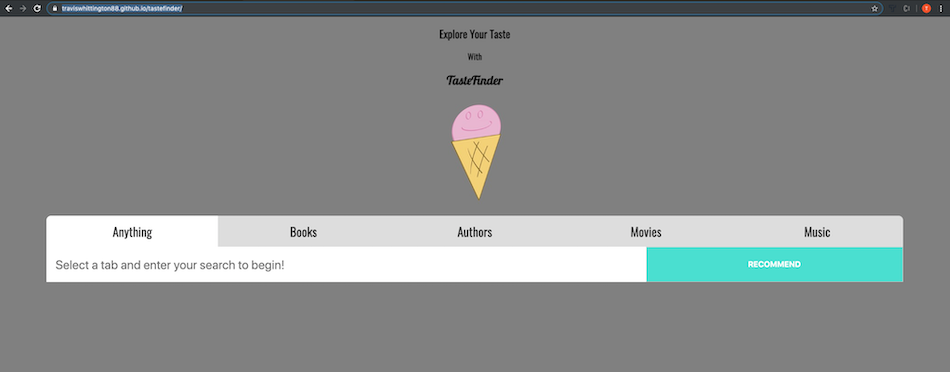 traviswhittington88.github.io/tastefinder/
T
Explore Your Taste
With
TasteFinder
Anything Books Authors Movies Music
Select a tab and enter your search to begin! RECOMMEND